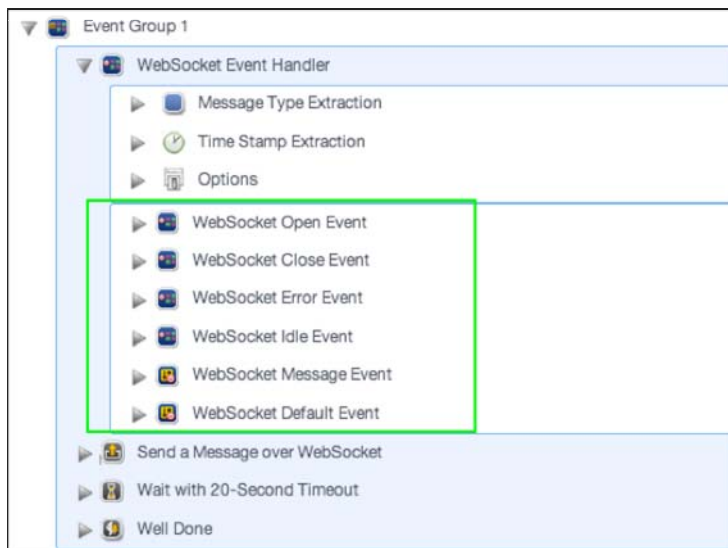 Event Group 1
WebSocket Event Handler
Message Type Extraction
Time Stamp Extraction
Options
WebSocket Open Event
WebSocket Close Event
WebSocket Error Event
WebSocket Idle Event
WebSocket Message Event
WebSocket Default Event
Send a Message over WebSocket
Wait with 20-Second Timeout
Well Done